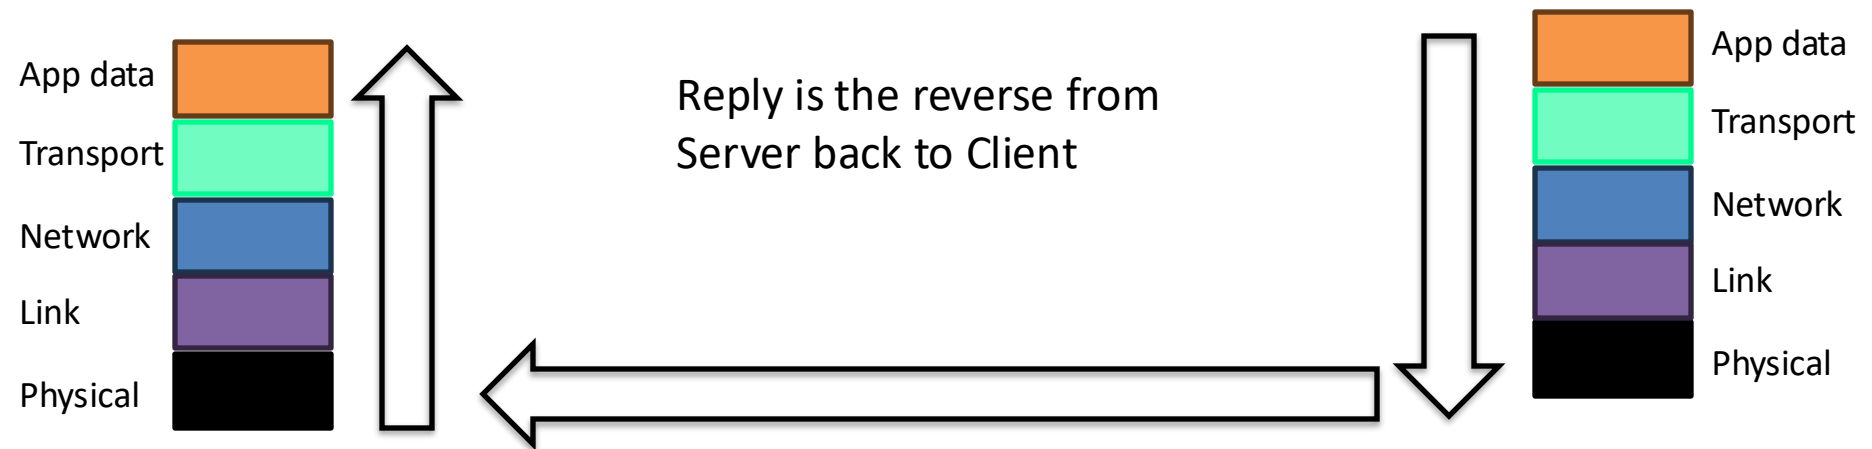 App data
Transport
Network
Link
Physical
Reply is the reverse from
Server back to Client
App data
Transport
Network
Link
Physical